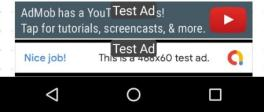 AdMob has a YouT Test Ad s!
Tap for tutorials, screencasts, & more.
Test Ad
Nice job! This is a 468x60 test ad.